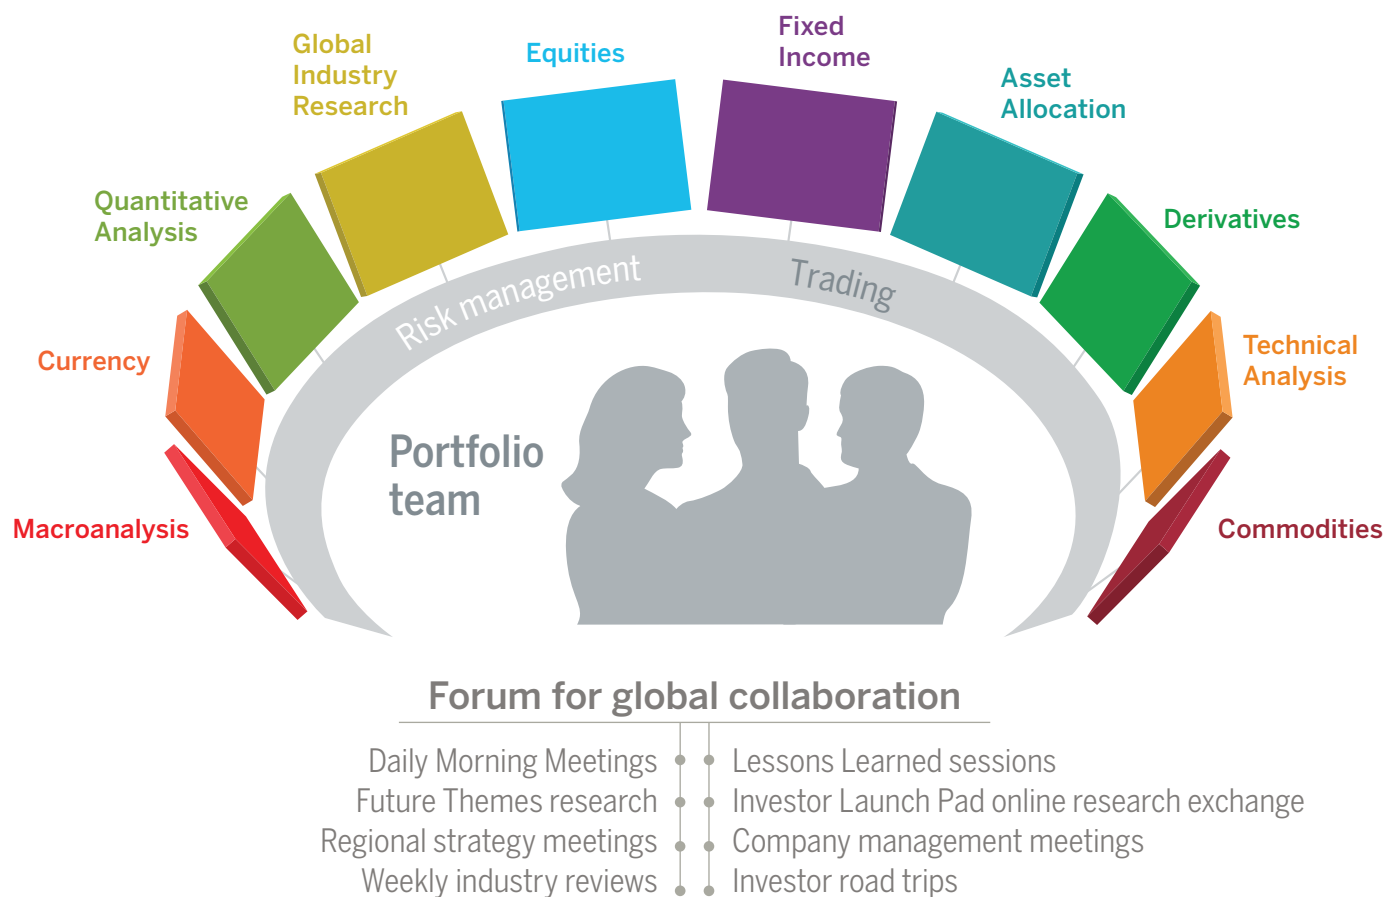 Fixed
Income
Global
Industry
Research
Equities
Asset
Allocation
Quantitative
Analysis
Derivatives
Risk management
Trading
Currency
Technical
Analysis
Portfolio
team
Macroanalysis
Commodities
Forum for global collaboration
Daily Morning Meetings
Future Themes research
Regional strategy meetings
Weekly industry reviews
Lessons Learned sessions
Investor Launch Pad online research exchange
Company management meetings
Investor road trips